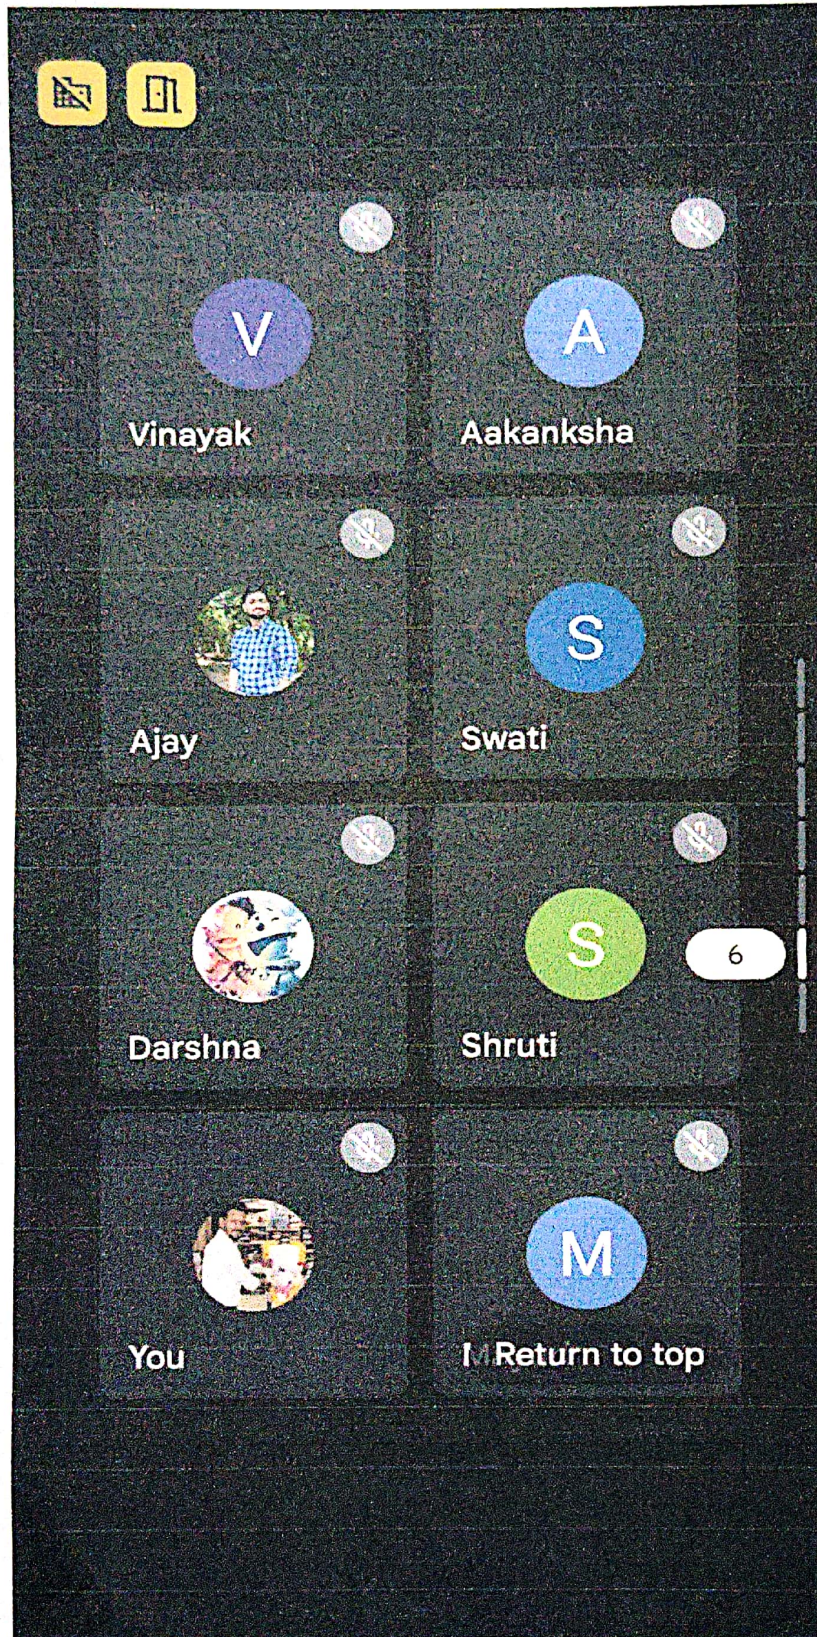 V A
Vinayak Aakanksha
S
Ajay Swati
S
6
Darshna Shruti
M
You Return to top